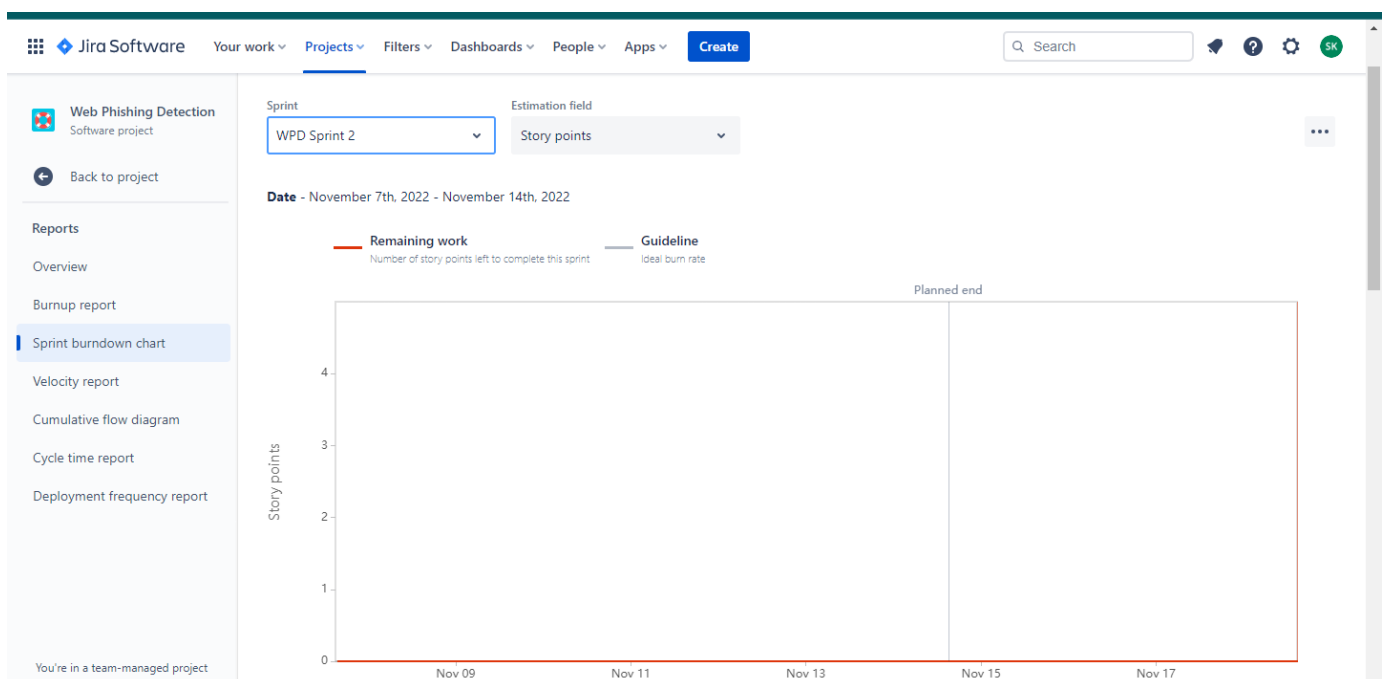 Jira Software Your work Projects Filters Dashboards People Apps Create Search SK
Web Phishing Detection
Software project
Back to project
Reports
Overview
Burnup report
Sprint burndown chart
Velocity report
Cumulative flow diagram
Cycle time report
Deployment frequency report
You're in a team-managed project
Sprint Estimation field
WPD Sprint 2 Story points
Date - November 7th, 2022 - November 14th, 2022
Remaining work Guideline
Number of story points left to complete this sprint Ideal burn rate
Planned end
Story points
4
3
2
1
0
Nov 09 Nov 11 Nov 13 Nov 15 Nov 17